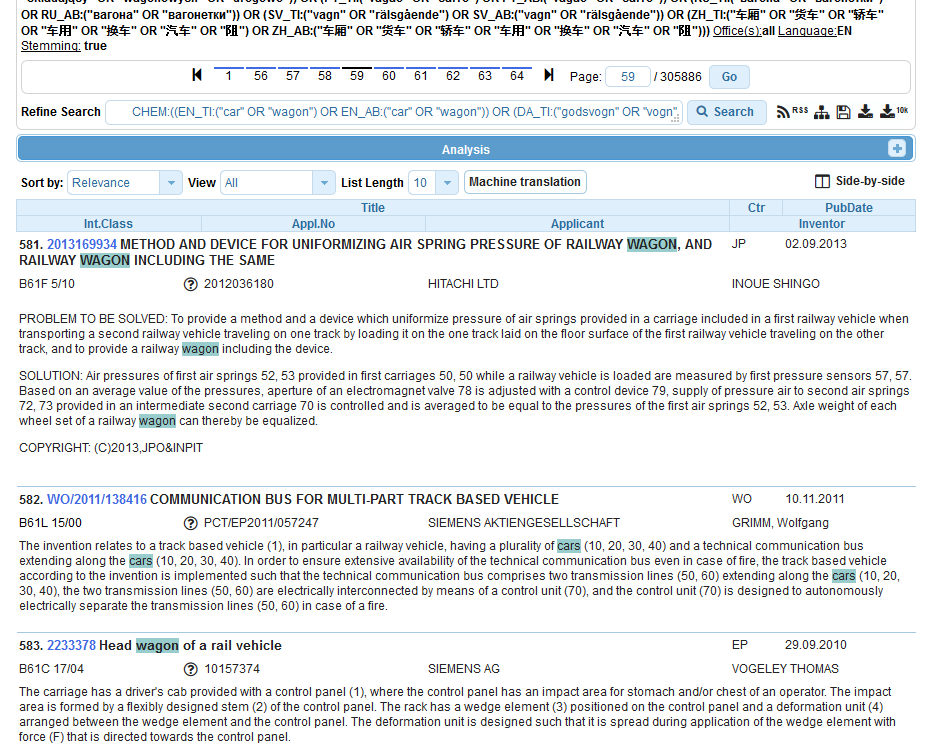 RU_AB:("вагона" OR "вагонетки")) OR (SV_TI:("vagn" OR "rälsgående") OR SV_AB:("vagn" OR "rälsgående")) OR (ZH_TI:("车厢" OR "货车" OR "轿车"
OR "车用" OR "换车" OR "汽车" OR "阻") OR ZH_AB:("车厢" OR "货车" OR "轿车" OR "车用" OR "换车" OR "汽车" OR "阻"))) Office(s):all Language:EN
Stemming: true
1 56 57 58 59 60 61 62 63 64 Page: 59 / 305886 Go
Refine Search CHEM:((EN_TI:("car" OR "wagon") OR EN_AB:("car" OR "wagon")) OR (DA_TI:("godsvogn" OR "vogn" Search RSS 10k
Analysis
Sort by: Relevance View All List Length 10 Machine translation Side-by-side
Title Ctr PubDate
Int.Class Appl.No Applicant Inventor
581. 2013169934 METHOD AND DEVICE FOR UNIFORMIZING AIR SPRING PRESSURE OF RAILWAY WAGON, AND JP 02.09.2013
RAILWAY WAGON INCLUDING THE SAME
B61F 5/10 2012036180 HITACHI LTD INOUE SHINGO
PROBLEM TO BE SOLVED: To provide a method and a device which uniformize pressure of air springs provided in a carriage included in a first railway vehicle when
transporting a second railway vehicle traveling on one track by loading it on the one track laid on the floor surface of the first railway vehicle traveling on the other
track, and to provide a railway wagon including the device.
SOLUTION: Air pressures of first air springs 52, 53 provided in first carriages 50, 50 while a railway vehicle is loaded are measured by first pressure sensors 57, 57.
Based on an average value of the pressures, aperture of an electromagnet valve 78 is adjusted with a control device 79, supply of pressure air to second air springs
72, 73 provided in an intermediate second carriage 70 is controlled and is averaged to be equal to the pressures of the first air springs 52, 53. Axle weight of each
wheel set of a railway wagon can thereby be equalized.
COPYRIGHT: (C)2013,JPO&INPIT
582. WO/2011/138416 COMMUNICATION BUS FOR MULTI-PART TRACK BASED VEHICLE WO 10.11.2011
B61L 15/00 PCT/EP2011/057247 SIEMENS AKTIENGESELLSCHAFT GRIMM, Wolfgang
The invention relates to a track based vehicle (1), in particular a railway vehicle, having a plurality of cars (10, 20, 30, 40) and a technical communication bus
extending along the cars (10, 20, 30, 40). In order to ensure extensive availability of the technical communication bus even in case of fire, the track based vehicle
according to the invention is implemented such that the technical communication bus comprises two transmission lines (50, 60) extending along the cars (10, 20,
30, 40), the two transmission lines (50, 60) are electrically interconnected by means of a control unit (70), and the control unit (70) is designed to autonomously
electrically separate the transmission lines (50, 60) in case of a fire.
583. 2233378 Head wagon of a rail vehicle EP 29.09.2010
B61C 17/04 10157374 SIEMENS AG VOGELEY THOMAS
The carriage has a driver's cab provided with a control panel (1), where the control panel has an impact area for stomach and/or chest of an operator. The impact
area is formed by a flexibly designed stem (2) of the control panel. The rack has a wedge element (3) positioned on the control panel and a deformation unit (4)
arranged between the wedge element and the control panel. The deformation unit is designed such that it is spread during application of the wedge element with
force (F) that is directed towards the control panel.